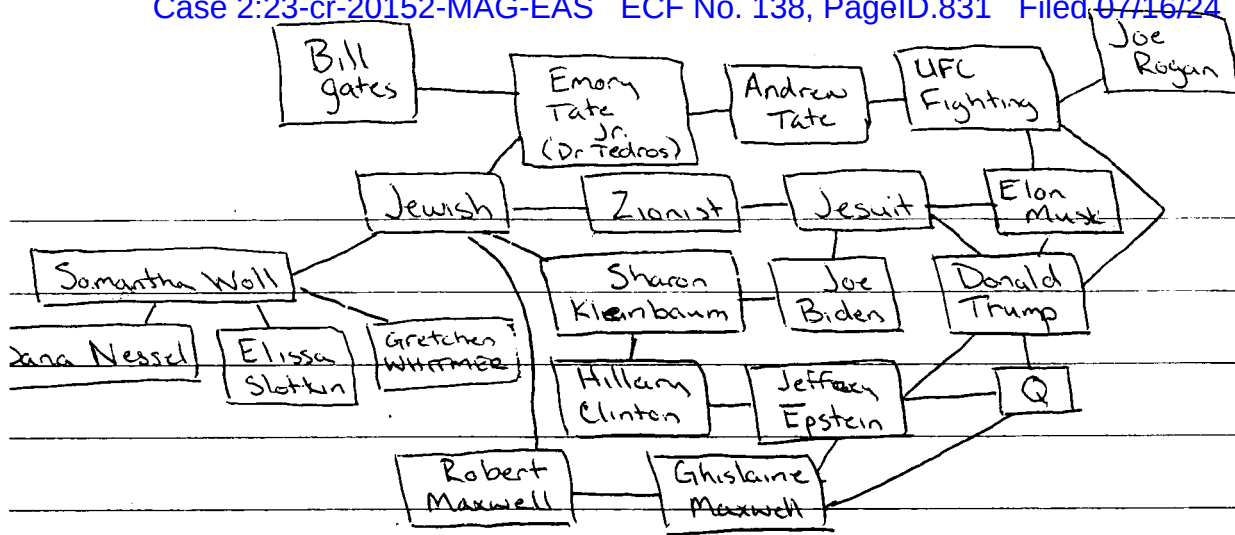 Case 2:23-cr-20152-MAG-EAS ECF No. 138, PageID.831 Filed 07/16/24
Bill
gates
Emory
Tate
Jr.
(Dr Tedros)
Andrew
Tate
UFC
Fighting
Joe
Rogan
Jewish
Zionist
Jesuit
Elon
Musk
Samantha Woll
Sharon
Kleinbaum
Joe
Biden
Donald
Trump
Dana Nessel
Elissa
Slotkin
Gretchen
WHITMER
Hillary
Clinton
Jeffrey
Epstein
Q
Robert
Maxwell
Ghislaine
Maxwell